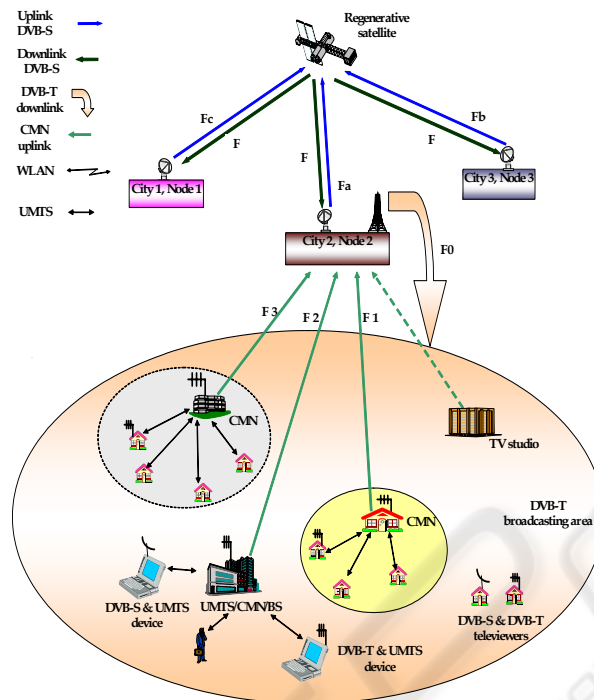 Uplink
DVB-S
Downlink
DVB-S
DVB-T
downlink
CMN
uplink
WLAN
UMTS
Regenerative
satellite
Fc
F
F
Fa
Fb
F
City 1, Node 1
City 3, Node 3
City 2, Node 2
F0
F 3
F 2
F 1
CMN
TV studio
DVB-T
broadcasting area
CMN
DVB-S & UMTS
device
UMTS/CMN/BS
DVB-T & UMTS
device
DVB-S & DVB-T
televiewers